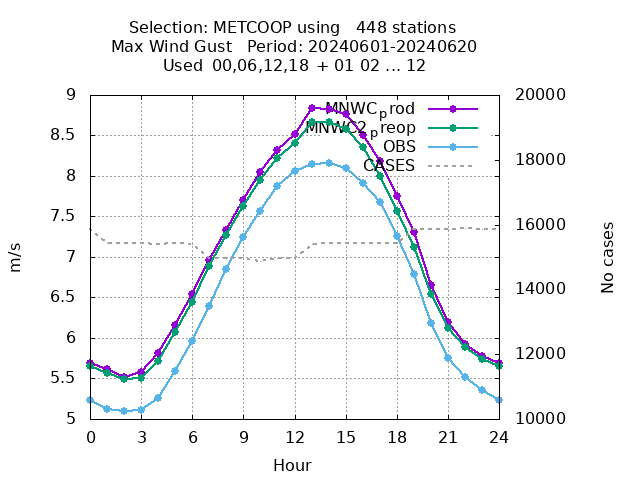 Selection: METCOOP using 448 stations
Max Wind Gust Period: 20240601-20240620
Used 00,06,12,18 + 01 02 ... 12
9 20000
MNWCprod
MNWC2preop
8.5
OBS
8 18000
CASES
7.5
16000
7
14000
6.5
6 12000
5.5
5 10000
0 3 6 9 12 15 18 21 24
Hour
m/s
No cases